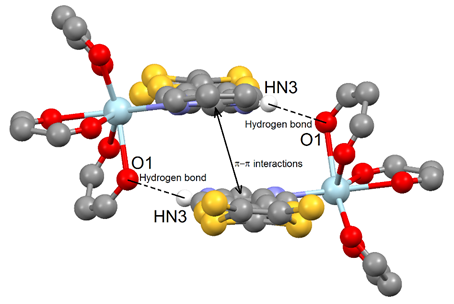 HN3
Hydrogen bond
O1
O1
π-π interactions
Hydrogen bond
HN3